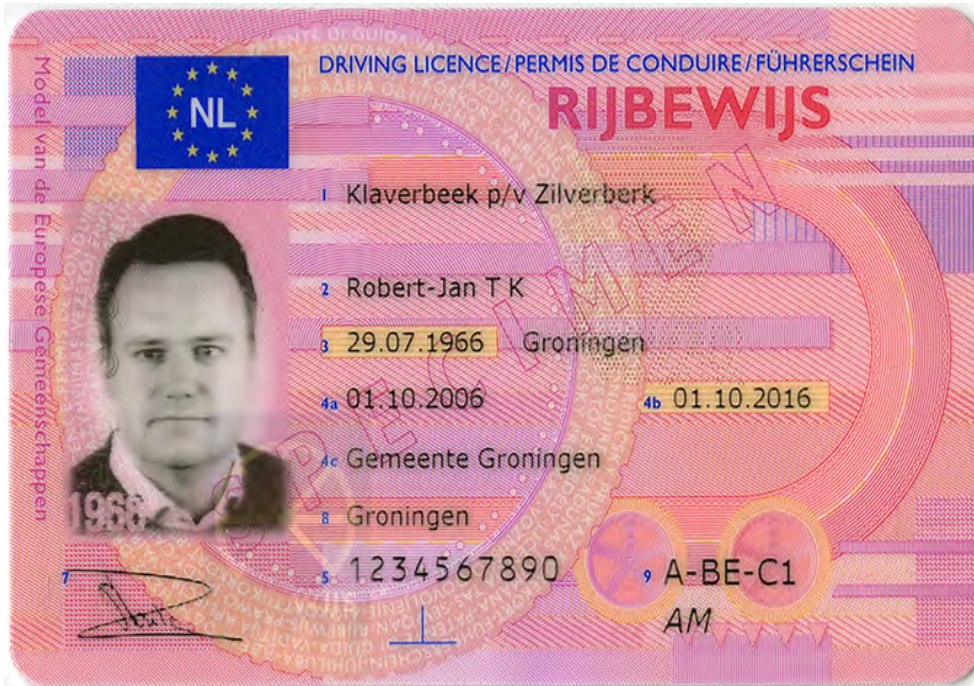 DRIVING LICENCE/PERMIS DE CONDUIRE/FÜHRERSCHEIN
RIJBEWIJS
NL
Model van de Europese Gemeenschappen
1 Klaverbeek p/v Zilverberk
2 Robert-Jan T K
3 29.07.1966 Groningen
4a 01.10.2006 4b 01.10.2016
4c Gemeente Groningen
8 Groningen
5 1234567890 9 A-BE-C1
AM
7
1966
SPECIMEN